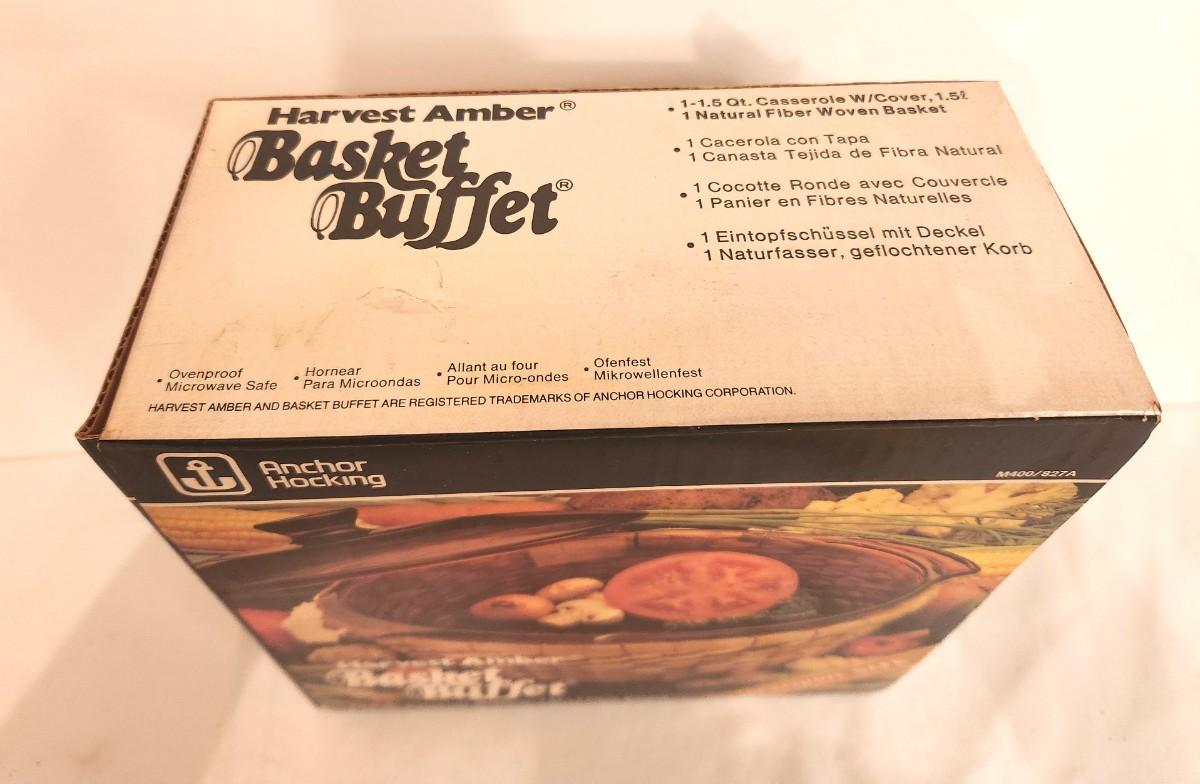 Harvest Amber®
Basket
Buffet®
• 1-1.5 Qt. Casserole W/Cover, 1.5ℓ
1 Natural Fiber Woven Basket
• 1 Cacerola con Tapa
1 Canasta Tejida de Fibra Natural
• 1 Cocotte Ronde avec Couvercle
1 Panier en Fibres Naturelles
• 1 Eintopfschüssel mit Deckel
1 Naturfasser, geflochtener Korb
• Ovenproof
Microwave Safe
• Hornear
Para Microondas
• Allant au four
Pour Micro-ondes
• Ofenfest
Mikrowellenfest
HARVEST AMBER AND BASKET BUFFET ARE REGISTERED TRADEMARKS OF ANCHOR HOCKING CORPORATION.
Anchor
Hocking
M400/827A
Harvest Amber
Basket
Buffet